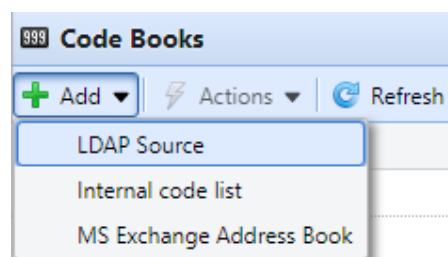 999 Code Books
Add Actions Refresh
LDAP Source
Internal code list
MS Exchange Address Book